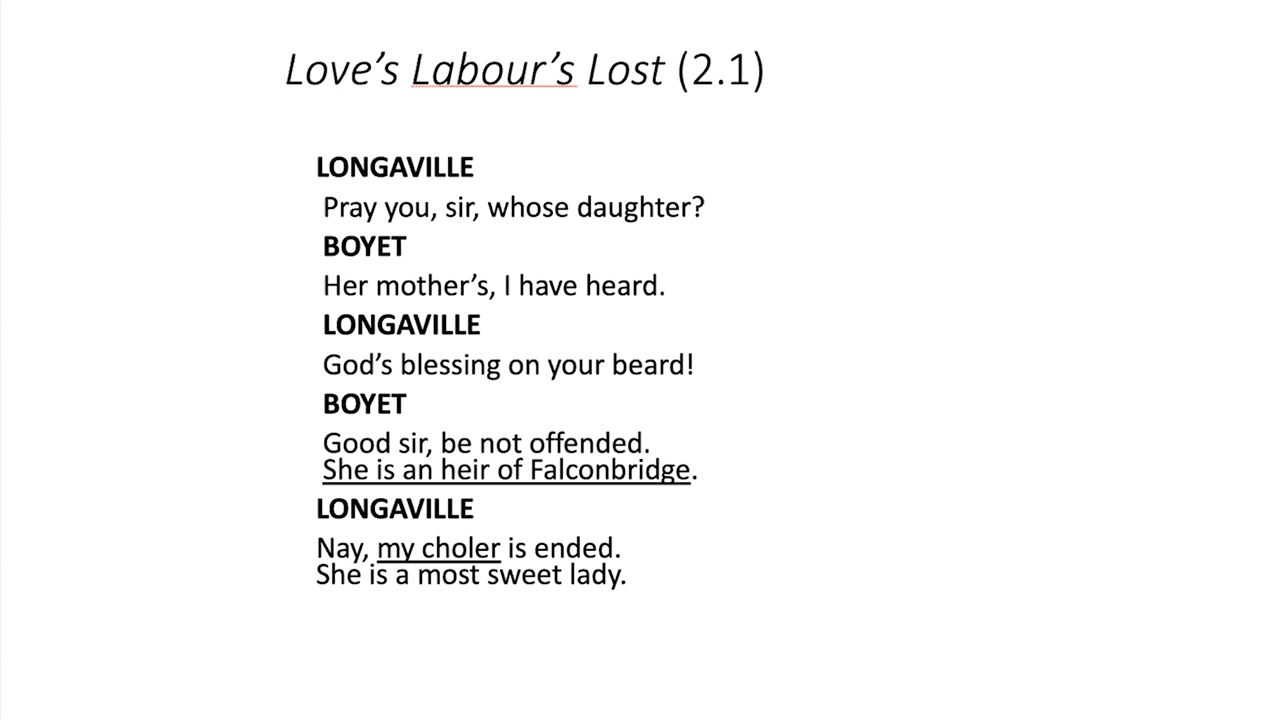 Love’s Labour’s Lost (2.1)
LONGAVILLE
Pray you, sir, whose daughter?
BOYET
Her mother’s, I have heard.
LONGAVILLE
God’s blessing on your beard!
BOYET
Good sir, be not offended.
She is an heir of Falconbridge.
LONGAVILLE
Nay, my choler is ended.
She is a most sweet lady.